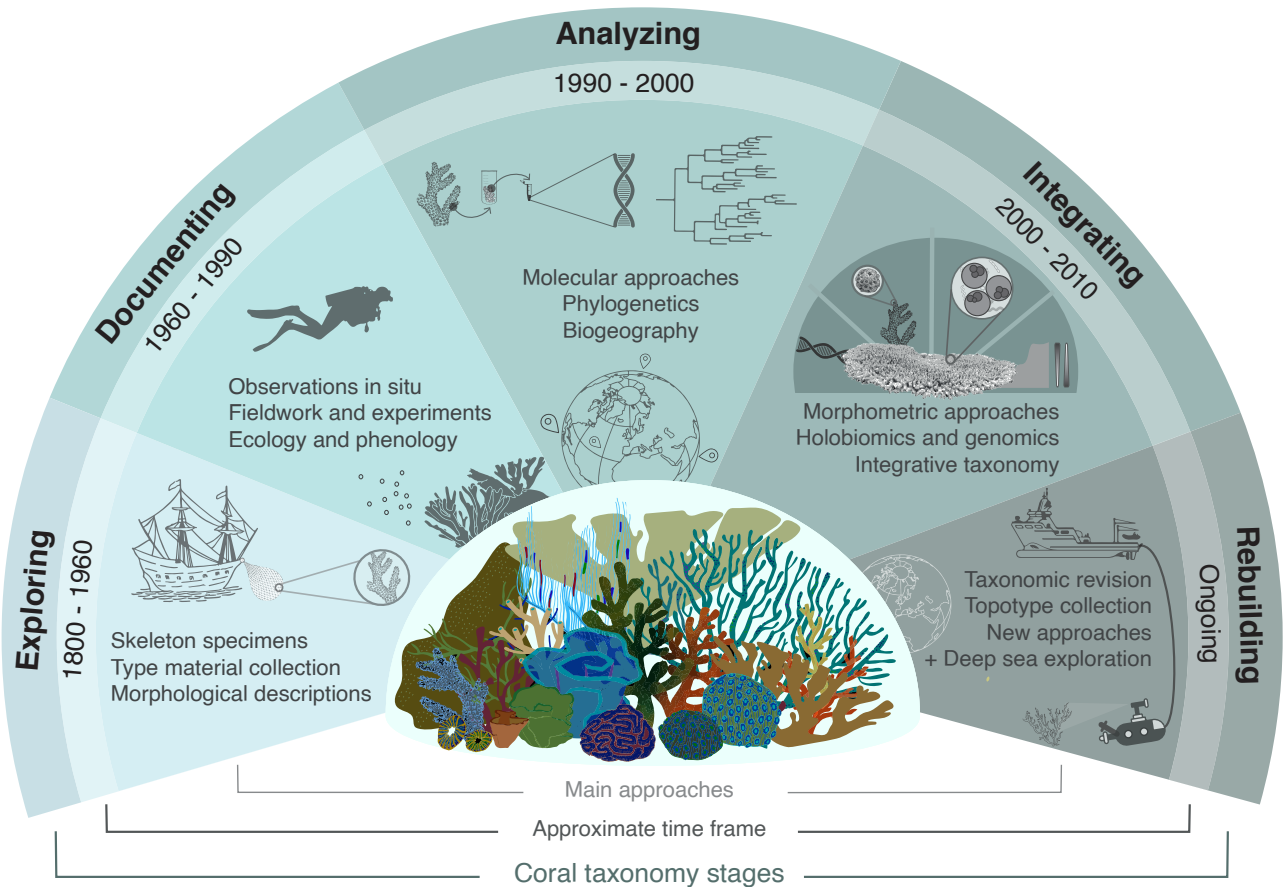 Exploring
1800 - 1960
Skeleton specimens
Type material collection
Morphological descriptions
Documenting
1960 - 1990
Observations in situ
Fieldwork and experiments
Ecology and phenology
Analyzing
1990 - 2000
Molecular approaches
Phylogenetics
Biogeography
Integrating
2000 - 2010
Morphometric approaches
Holobiomics and genomics
Integrative taxonomy
Rebuilding
Ongoing
Taxonomic revision
Topotype collection
New approaches
+ Deep sea exploration
Main approaches
Approximate time frame
Coral taxonomy stages